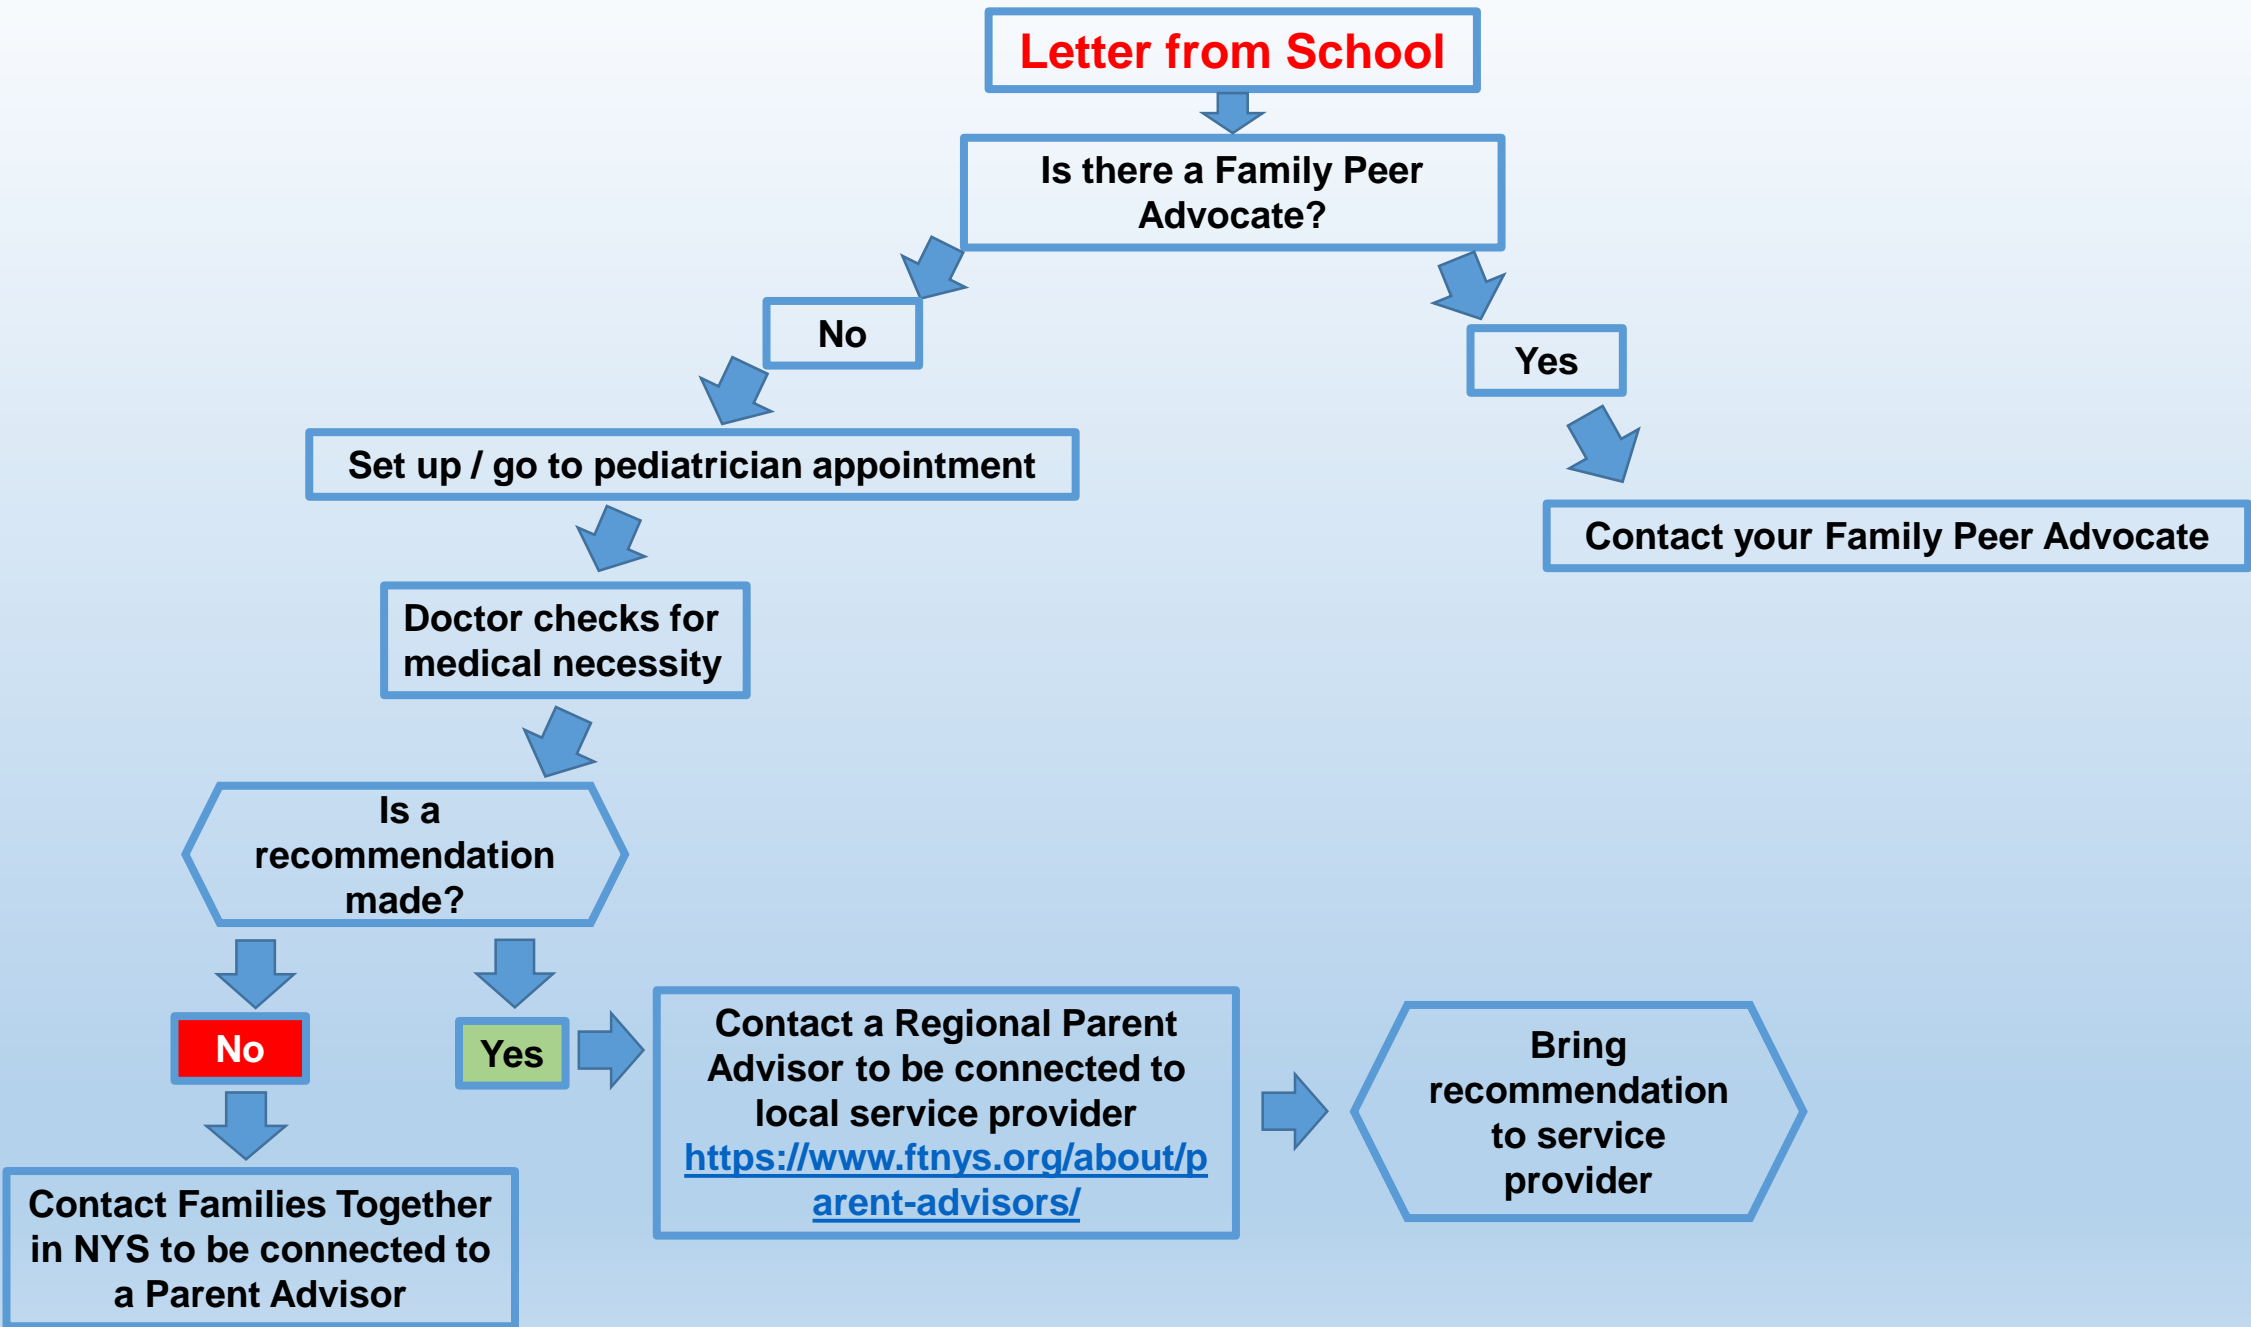 Letter from School
Is there a Family Peer
Advocate?
No
Yes
Set up / go to pediatrician appointment
Contact your Family Peer Advocate
Doctor checks for
medical necessity
Is a
recommendation
made?
No
Yes
Contact a Regional Parent
Advisor to be connected to
local service provider
https://www.ftnys.org/about/p
arent-advisors/
Bring
recommendation
to service
provider
Contact Families Together
in NYS to be connected to
a Parent Advisor